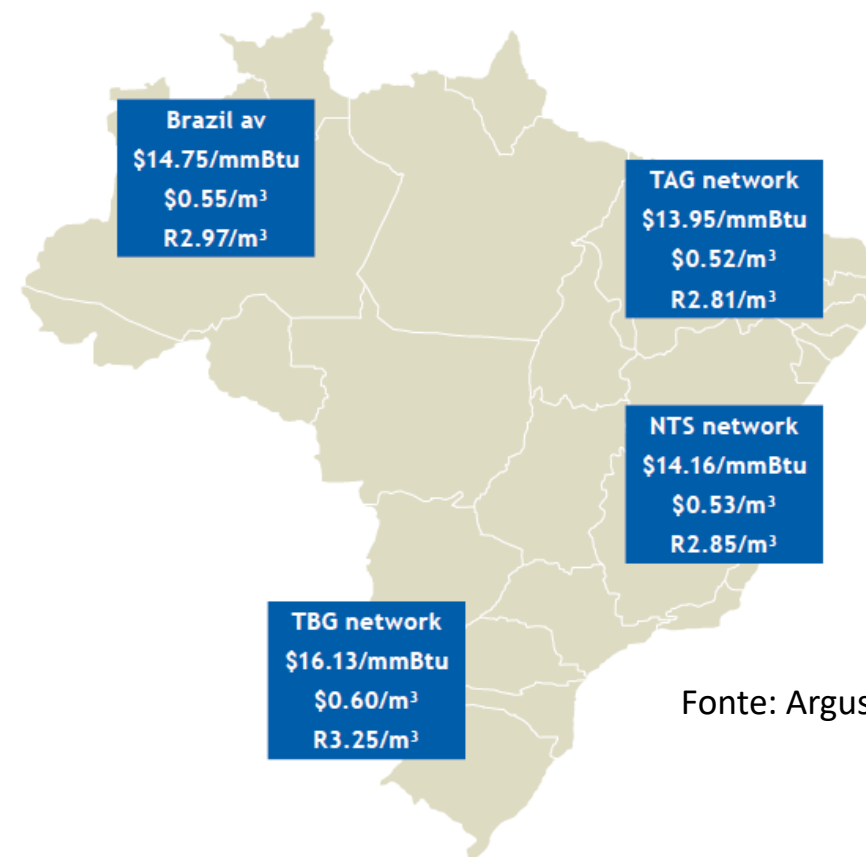 Brazil av
$14.75/mmBtu
$0.55/m³
R2.97/m³
TAG network
$13.95/mmBtu
$0.52/m³
R2.81/m³
NTS network
$14.16/mmBtu
$0.53/m³
R2.85/m³
TBG network
$16.13/mmBtu
$0.60/m³
R3.25/m³
Fonte: Argus